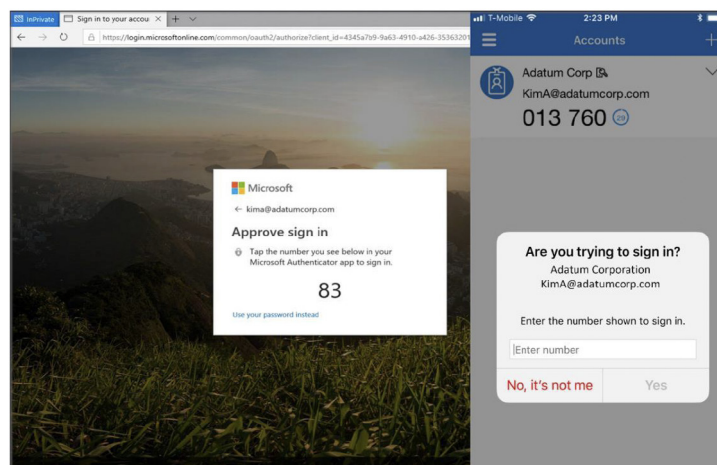 InPrivate
Sign in to your accou
https://login.microsoftonline.com/common/oauth2/authorize?client_id=4345a7b9-9a63-4910-a426-35363201
Microsoft
← kima@adatumcorp.com
Approve sign in
Tap the number you see below in your
Microsoft Authenticator app to sign in.
83
Use your password instead
T-Mobile
2:23 PM
Accounts
Adatum Corp
KimA@adatumcorp.com
013 760
29
Are you trying to sign in?
Adatum Corporation
KimA@adatumcorp.com
Enter the number shown to sign in.
Enter number
No, it's not me
Yes